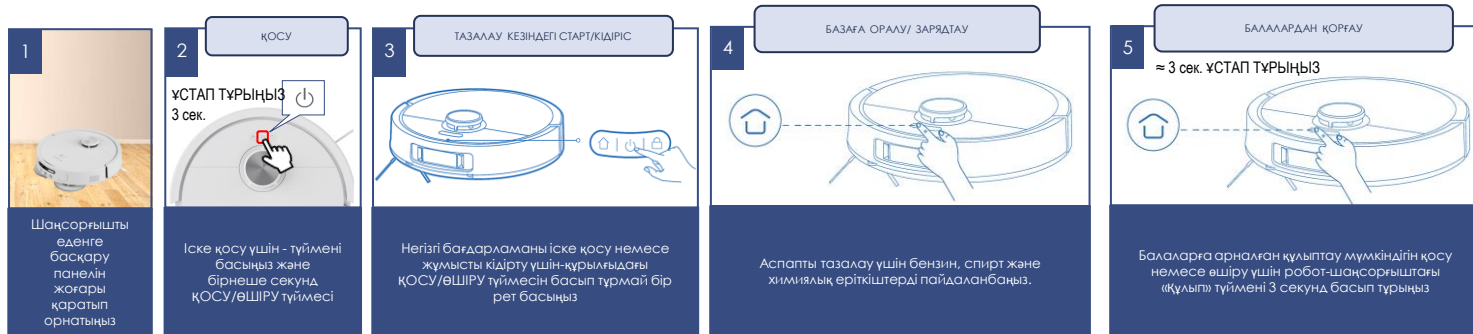 1
Шаңсорғышты
еденге
басқару
панелін
жоғары
қаратып
орнатыңыз
2
ҚОСУ
ҰСТАП ТҰРЫҢЫЗ
3 сек.
Іске қосу үшін - түймені
басыңыз және
бірнеше секунд
ҚОСУ/ӨШІРУ түймесі
3
ТАЗАЛАУ КЕЗІНДЕГІ СТАРТ/КІДІРІС
Негізгі бағдарламаны іске қосу немесе
жұмысты кідірту үшін-құрылғыдағы
ҚОСУ/ӨШІРУ түймесін басып тұрмай бір
рет басыңыз
4
БАЗАҒА ОРАЛУ/ ЗАРЯДТАУ
Аспапты тазалау үшін бензин, спирт және
химиялық еріткіштерді пайдаланбаңыз.
5
БАЛАЛАРДАН ҚОРҒАУ
≈ 3 сек. ҰСТАП ТҰРЫҢЫЗ
Балаларға арналған құлыптау мүмкіндігін қосу
немесе өшіру үшін робот-шаңсорғыштағы
«Құлып» түймені 3 секунд басып тұрыңыз